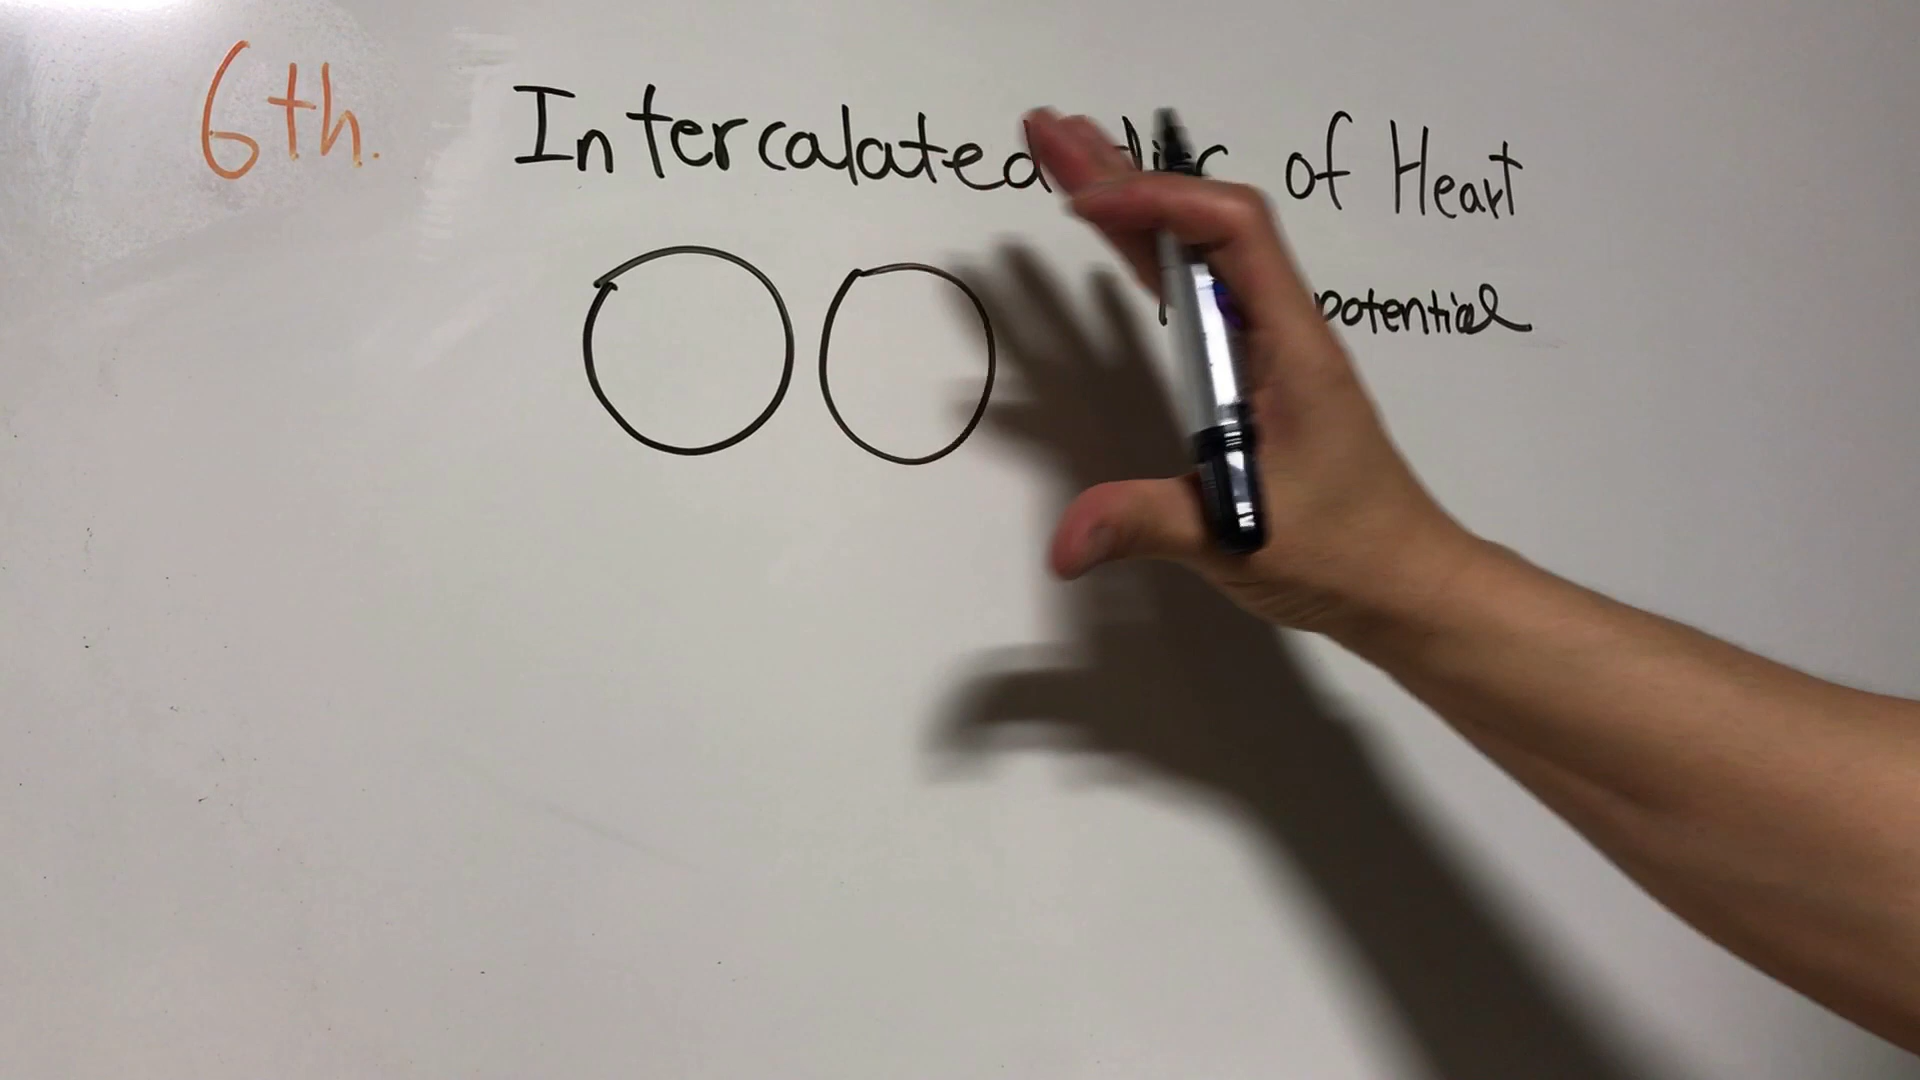 6th. Intercalated disc of Heart
potential